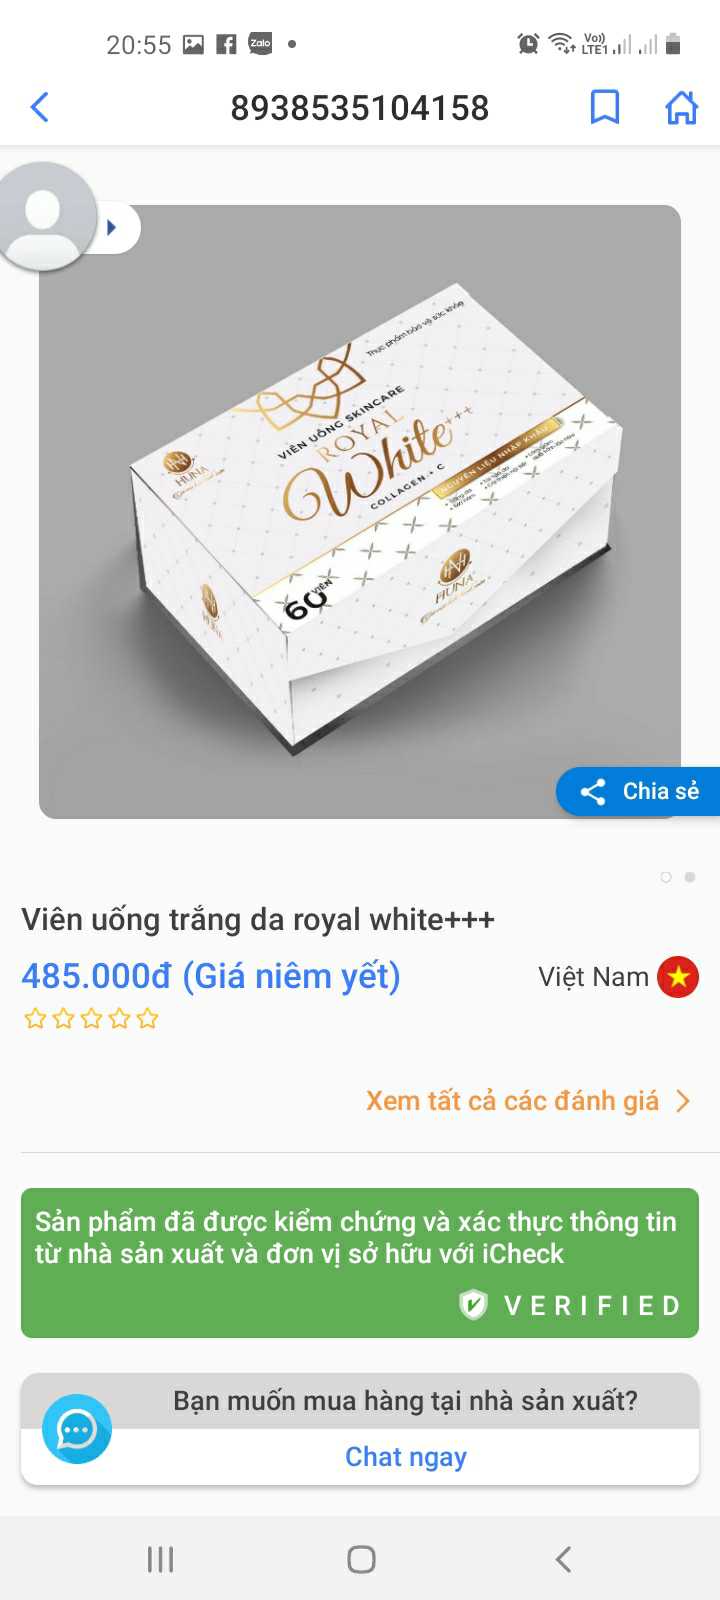 20:55
Zalo
Vo))
LTE1
8938535104158
Thực phẩm bảo vệ sức khỏe
VIÊN UỐNG SKINCARE
ROYAL
White+++
COLLAGEN + C
NGUYÊN LIỆU NHẬP KHẨU
HUNA
60 VIÊN
HUNA
HUNA
Chia sẻ
Viên uống trắng da royal white+++
485.000đ (Giá niêm yết)
Việt Nam
Xem tất cả các đánh giá
Sản phẩm đã được kiểm chứng và xác thực thông tin
từ nhà sản xuất và đơn vị sở hữu với iCheck
VERIFIED
Bạn muốn mua hàng tại nhà sản xuất?
Chat ngay